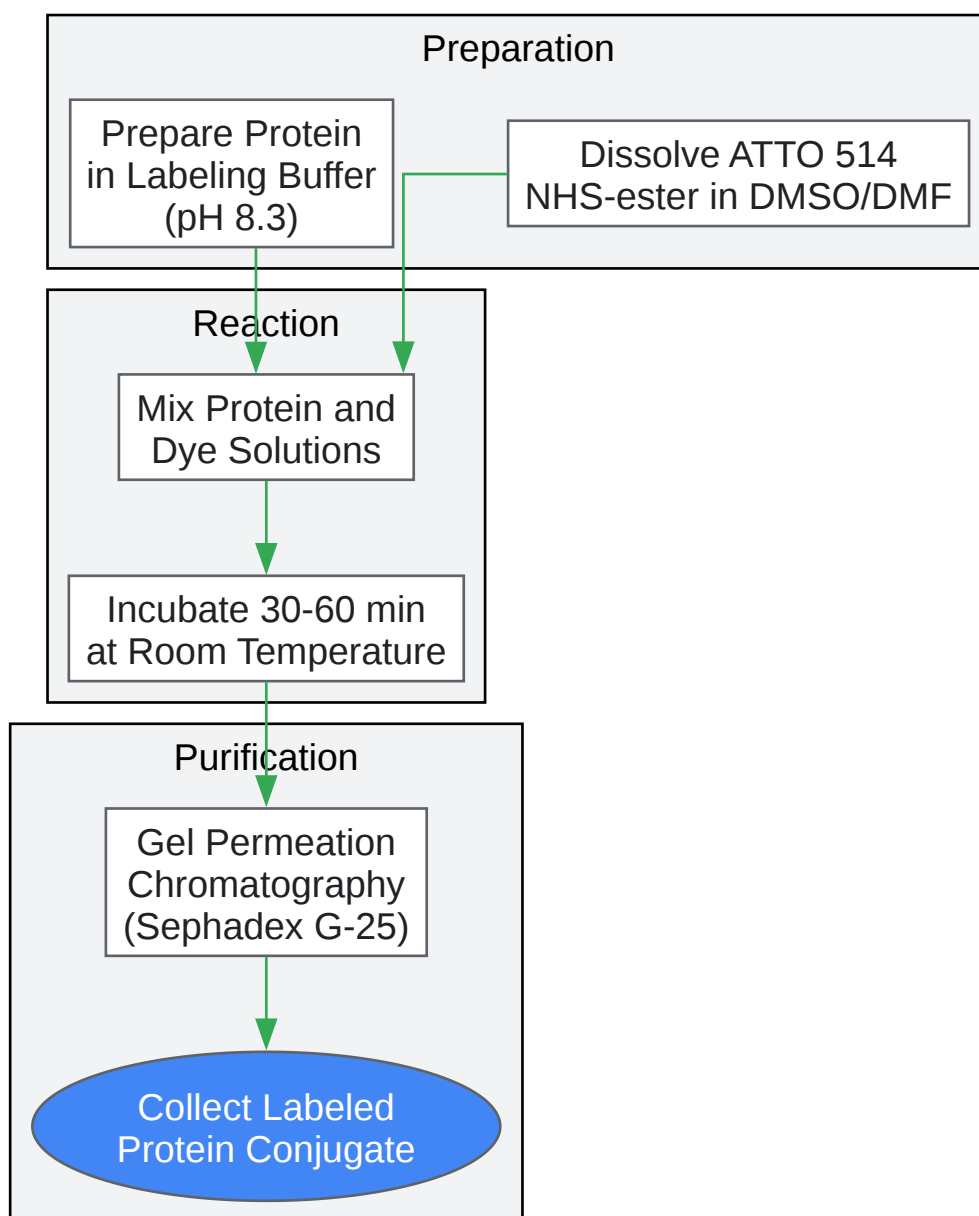 Preparation
Prepare Protein
in Labeling Buffer
(pH 8.3)
Dissolve ATTO 514
NHS-ester in DMSO/DMF
Reaction
Mix Protein and
Dye Solutions
Incubate 30-60 min
at Room Temperature
Purification
Gel Permeation
Chromatography
(Sephadex G-25)
Collect Labeled
Protein Conjugate